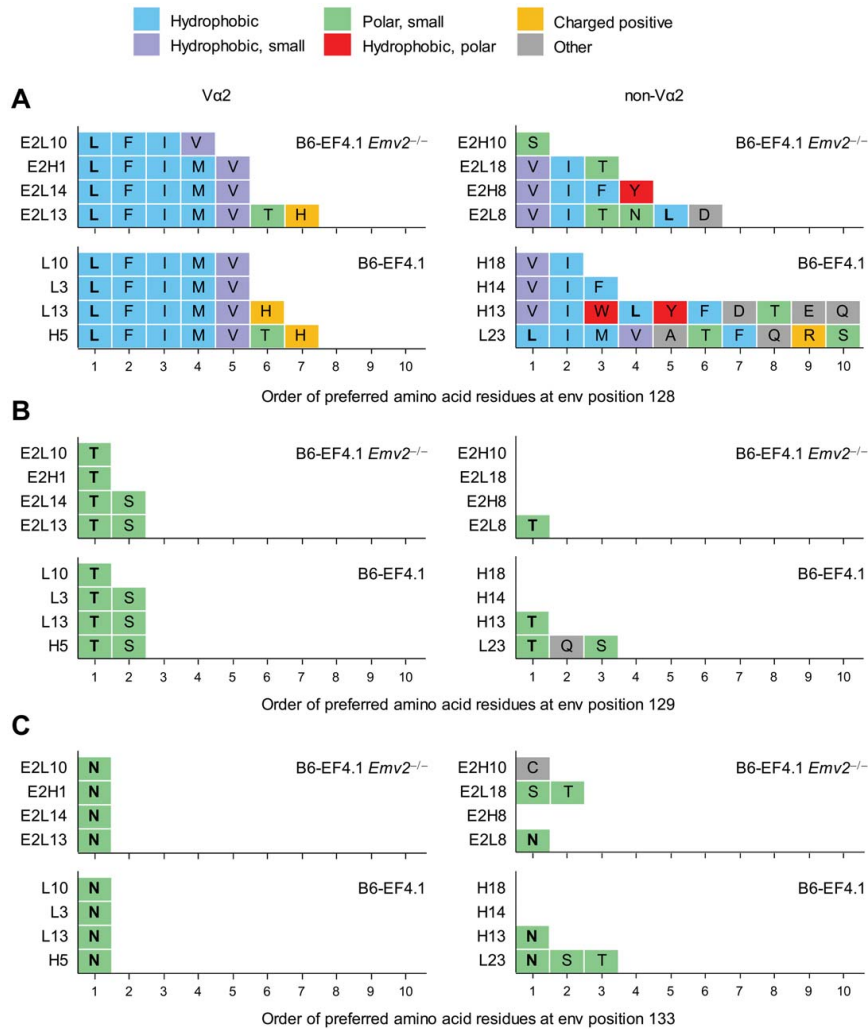 Hydrophobic
Polar, small
Charged positive
Hydrophobic, small
Hydrophobic, polar
Other
A
Vα2
non-Vα2
B6-EF4.1 Emv2–/–
E2L10 L F I V
E2H1 L F I M V
E2L14 L F I M V
E2L13 L F I M V T H
B6-EF4.1 Emv2–/–
E2H10 S
E2L18 V I T
E2H8 V I F Y
E2L8 V I T N L D
B6-EF4.1
L10 L F I M V
L3 L F I M V
L13 L F I M V H
H5 L F I M V T H
1 2 3 4 5 6 7 8 9 10
B6-EF4.1
H18 V I
H14 V I F
H13 V I W L Y F D T E Q
L23 L I M V A T F Q R S
1 2 3 4 5 6 7 8 9 10
Order of preferred amino acid residues at env position 128
B
B6-EF4.1 Emv2–/–
E2L10 T
E2H1 T
E2L14 T S
E2L13 T S
B6-EF4.1 Emv2–/–
E2H10
E2L18
E2H8
E2L8 T
B6-EF4.1
L10 T
L3 T S
L13 T S
H5 T S
1 2 3 4 5 6 7 8 9 10
B6-EF4.1
H18
H14
H13 T
L23 T Q S
1 2 3 4 5 6 7 8 9 10
Order of preferred amino acid residues at env position 129
C
B6-EF4.1 Emv2–/–
E2L10 N
E2H1 N
E2L14 N
E2L13 N
B6-EF4.1 Emv2–/–
E2H10 C
E2L18 S T
E2H8
E2L8 N
B6-EF4.1
L10 N
L3 N
L13 N
H5 N
1 2 3 4 5 6 7 8 9 10
B6-EF4.1
H18
H14
H13 N
L23 N S T
1 2 3 4 5 6 7 8 9 10
Order of preferred amino acid residues at env position 133